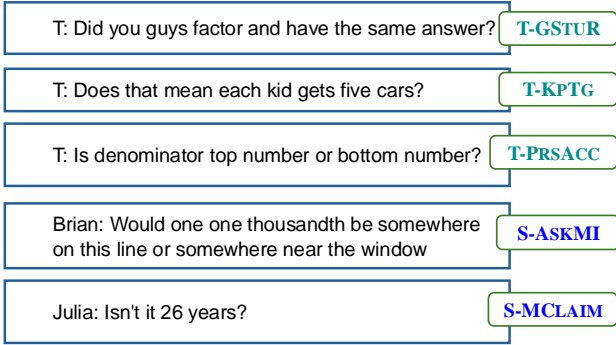 T: Did you guys factor and have the same answer? T-GSTUR
T: Does that mean each kid gets five cars? T-KPTG
T: Is denominator top number or bottom number? T-PRSACC
Brian: Would one one thousandth be somewhere
on this line or somewhere near the window
S-ASKMI
Julia: Isn't it 26 years? S-MCLAIM